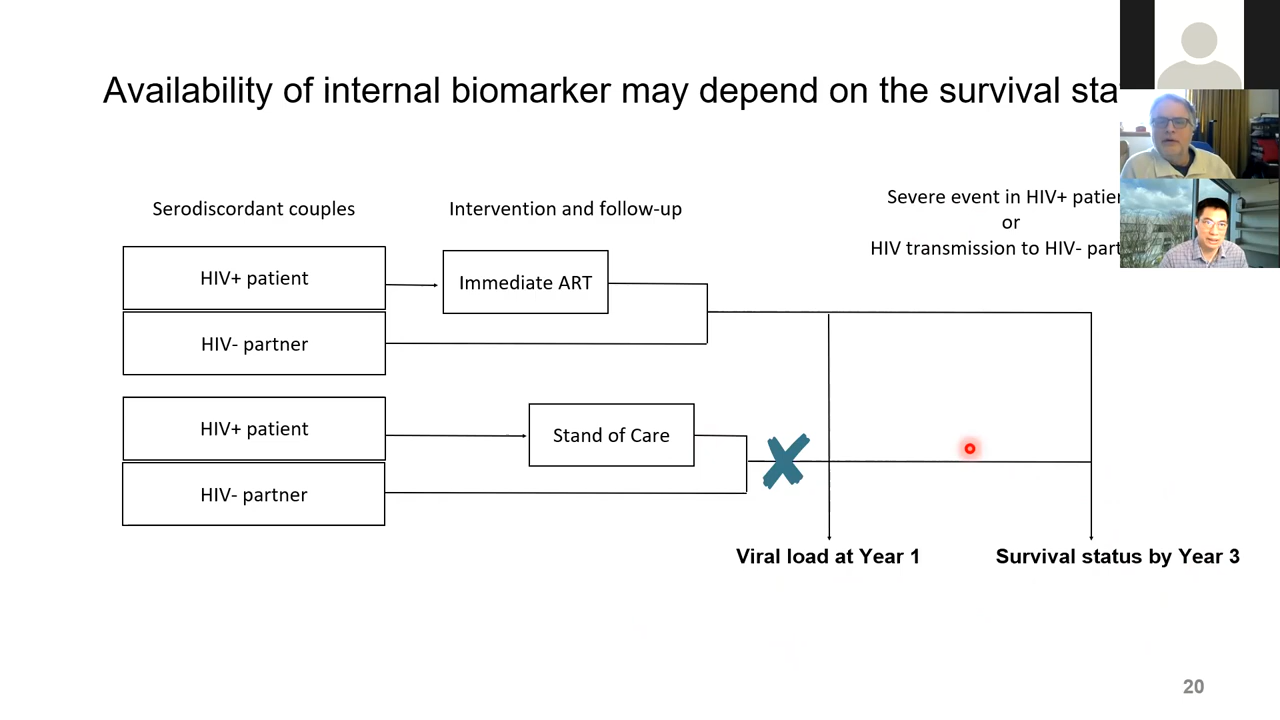 Availability of internal biomarker may depend on the survival sta
Serodiscordant couples
Intervention and follow-up
Severe event in HIV+ patien
or
HIV transmission to HIV- part
HIV+ patient
Immediate ART
HIV- partner
HIV+ patient
Stand of Care
HIV- partner
Viral load at Year 1
Survival status by Year 3
20